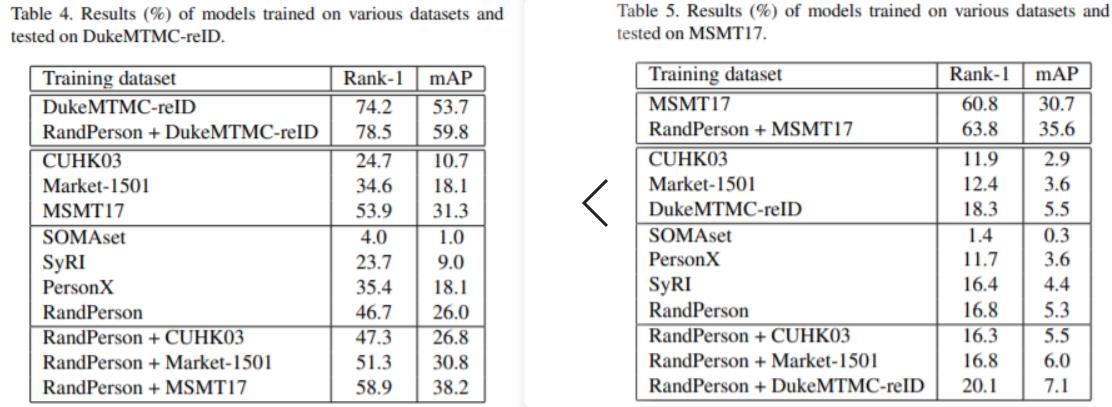 Table 4. Results (%) of models trained on various datasets and
tested on DukeMTMC-reID.
Training dataset Rank-1 mAP
DukeMTMC-reID 74.2 53.7
RandPerson + DukeMTMC-reID 78.5 59.8
CUHK03 24.7 10.7
Market-1501 34.6 18.1
MSMT17 53.9 31.3
SOMAset 4.0 1.0
SyRI 23.7 9.0
PersonX 35.4 18.1
RandPerson 46.7 26.0
RandPerson + CUHK03 47.3 26.8
RandPerson + Market-1501 51.3 30.8
RandPerson + MSMT17 58.9 38.2
Table 5. Results (%) of models trained on various datasets and
tested on MSMT17.
Training dataset Rank-1 mAP
MSMT17 60.8 30.7
RandPerson + MSMT17 63.8 35.6
CUHK03 11.9 2.9
Market-1501 12.4 3.6
DukeMTMC-reID 18.3 5.5
SOMAset 1.4 0.3
PersonX 11.7 3.6
SyRI 16.4 4.4
RandPerson 16.8 5.3
RandPerson + CUHK03 16.3 5.5
RandPerson + Market-1501 16.8 6.0
RandPerson + DukeMTMC-reID 20.1 7.1